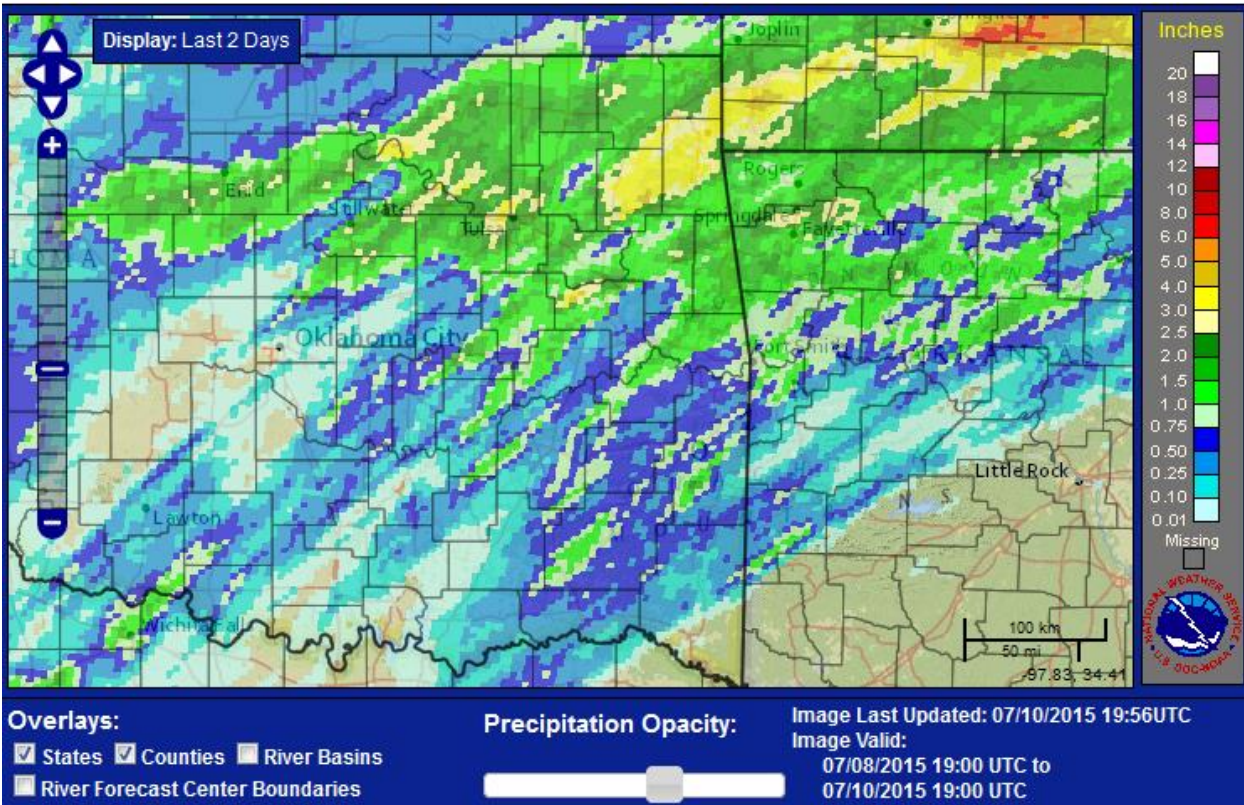 Display: Last 2 Days
Joplin
Enid
Rogers
Stillwater
Springdale
Tulsa
Fayetteville
HOMA
Oklahoma City
Fort Smith
KANSAS
Little Rock
Lawton
N S
Wichita Fall
100 km
50 mi
-97.83, 34.41
Inches
20
18
16
14
12
10
8.0
6.0
5.0
4.0
3.0
2.5
2.0
1.5
1.0
0.75
0.50
0.25
0.10
0.01
Missing
NATIONAL WEATHER SERVICE
U.S. DOC-NOAA
Overlays:
States Counties River Basins
River Forecast Center Boundaries
Precipitation Opacity:
Image Last Updated: 07/10/2015 19:56UTC
Image Valid:
07/08/2015 19:00 UTC to
07/10/2015 19:00 UTC